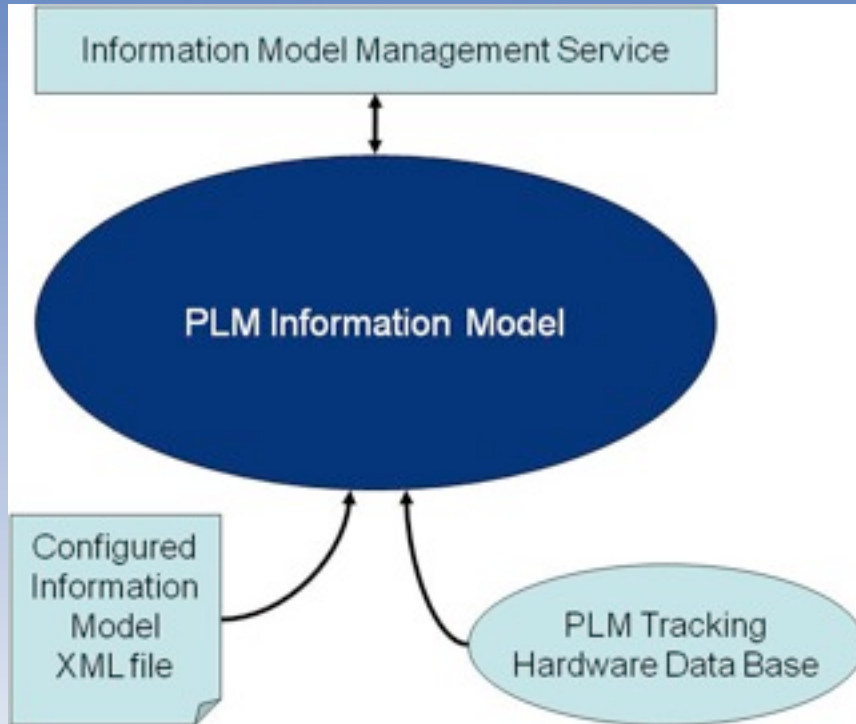 Information Model Management Service
PLM Information Model
Configured
Information
Model
XML file
PLM Tracking
Hardware Data Base